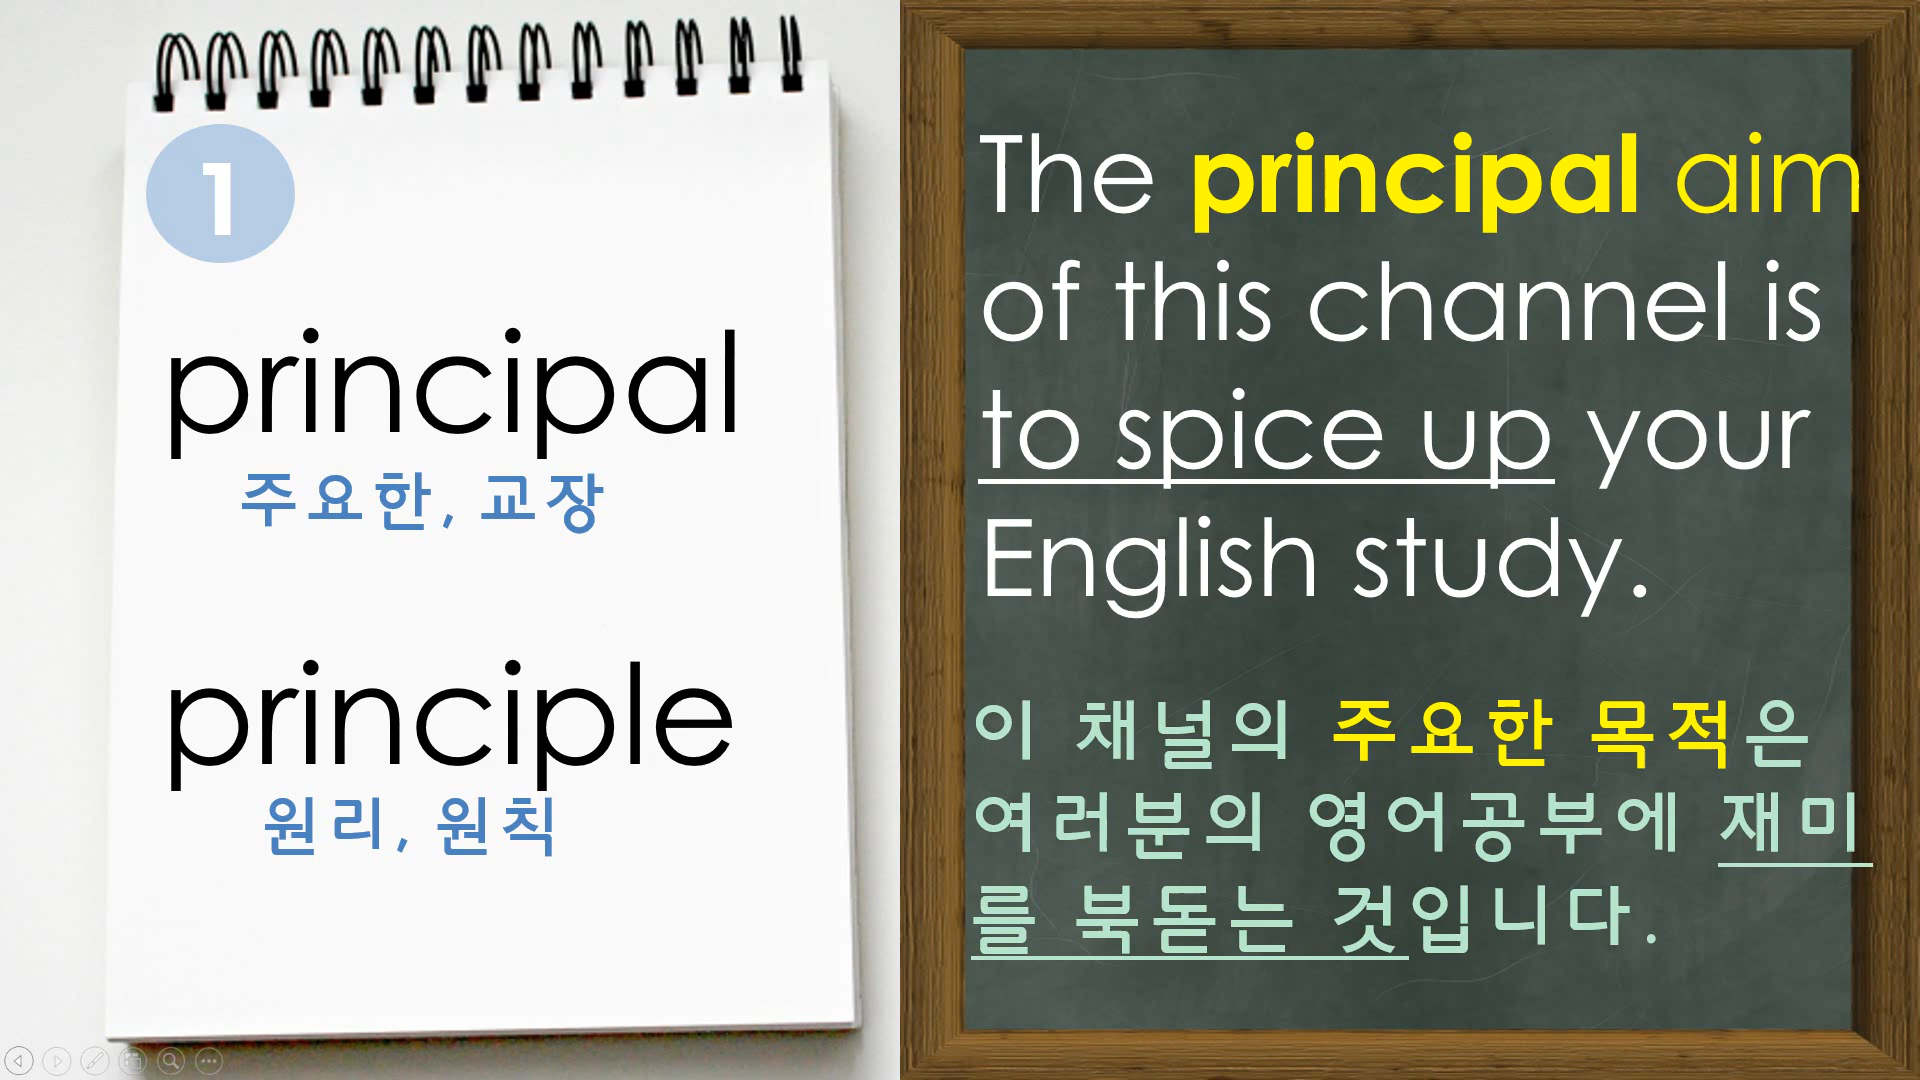 1
principal
주요한, 교장
principle
원리, 원칙
The principal aim
of this channel is
to spice up your
English study.
이 채널의 주요한 목적은
여러분의 영어공부에 재미
를 북돋는 것입니다.